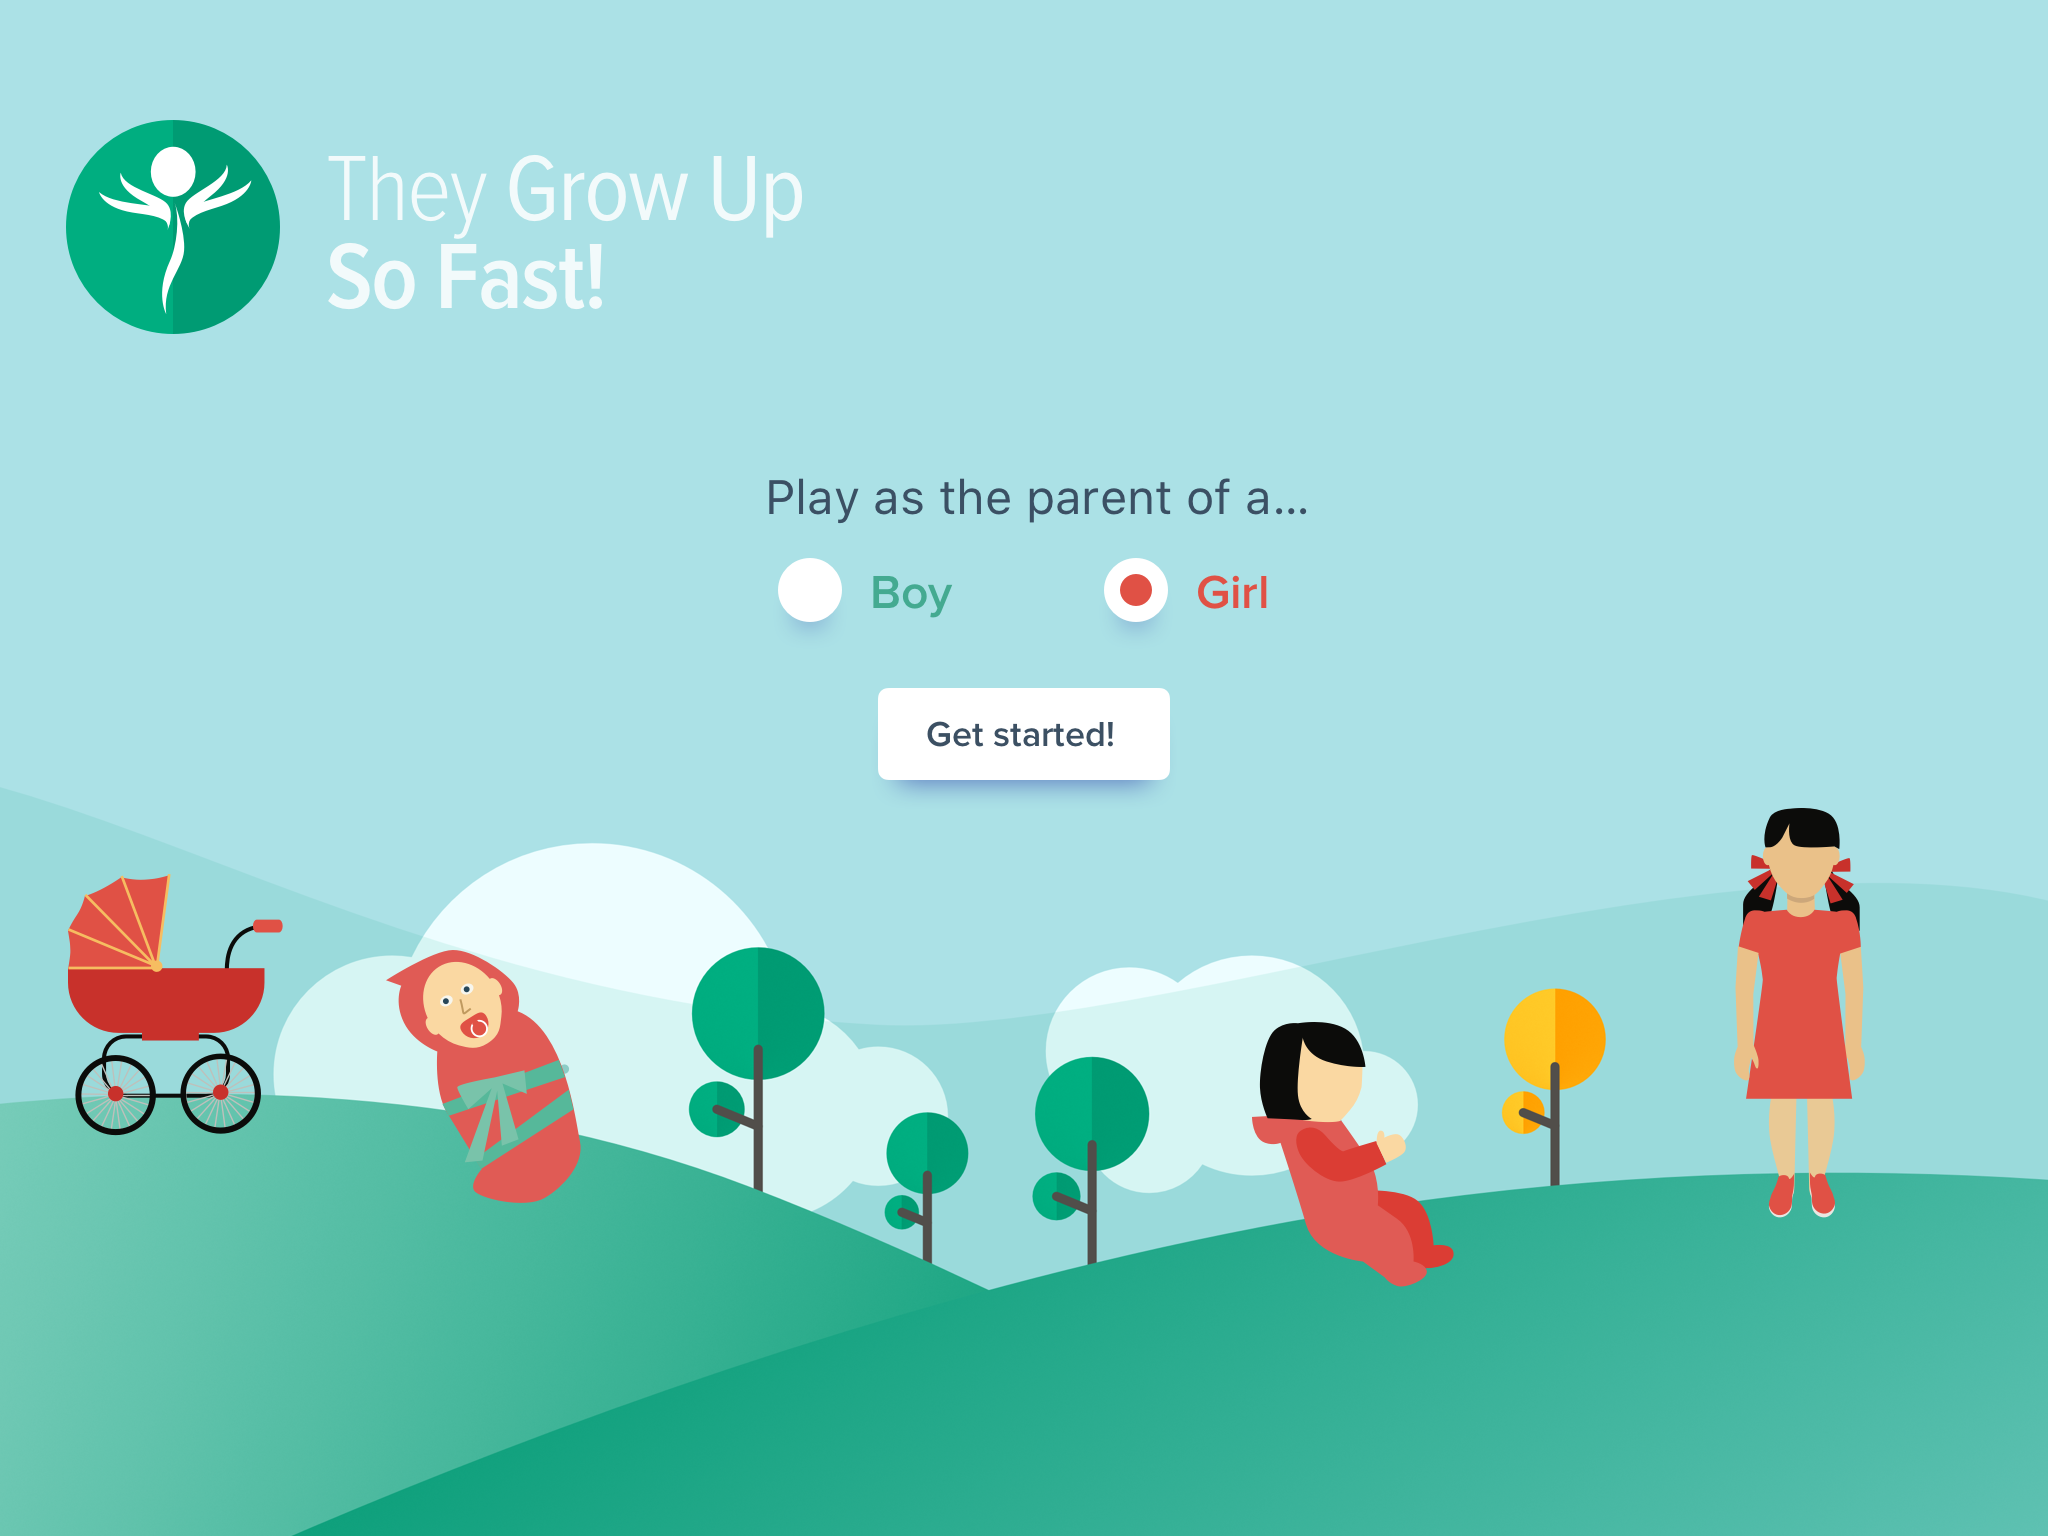 They Grow Up
So Fast!
Play as the parent of a...
Boy
Girl
Get started!